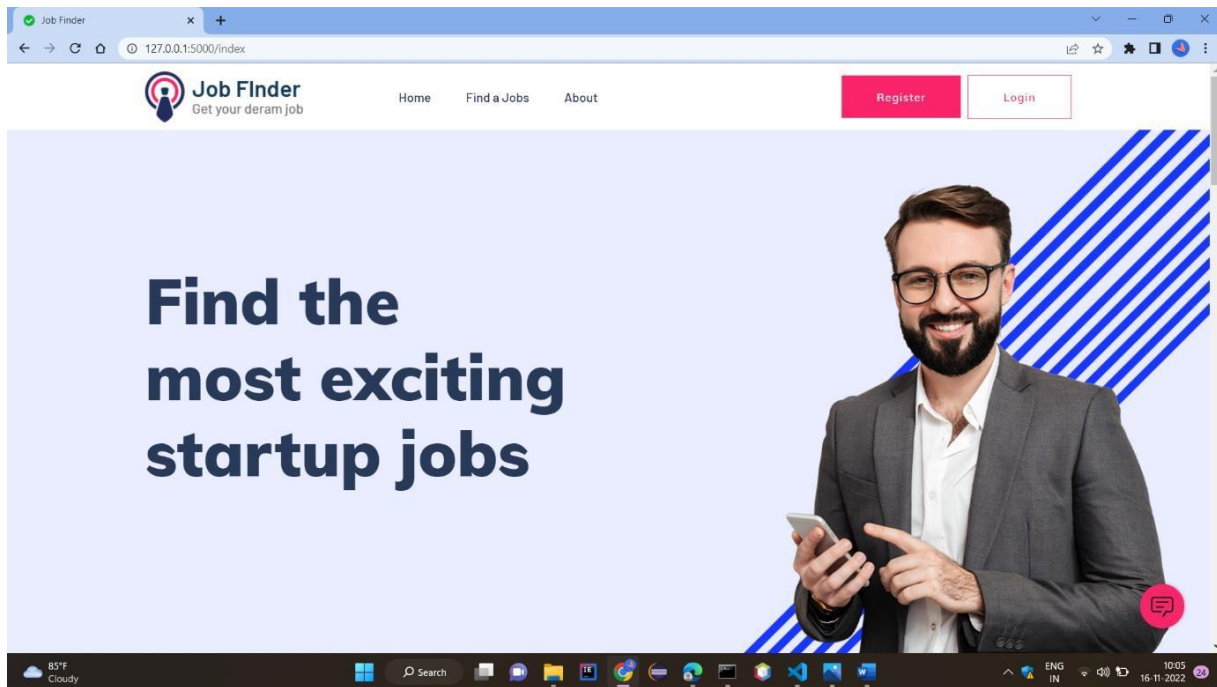 Job Finder
127.0.0.1:5000/index
Job FInder
Get your deram job
Home Find a Jobs About Register Login
Find the
most exciting
startup jobs
85°F
Cloudy
Search
ENG
IN
10:05
16-11-2022
24